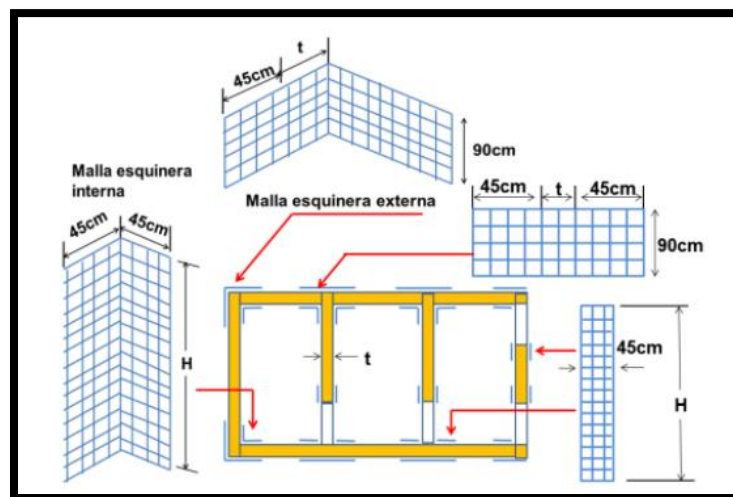 t
45cm
90cm
Malla esquinera
interna
45cm 45cm
Malla esquinera externa
45cm t 45cm
90cm
H
t
45cm
H